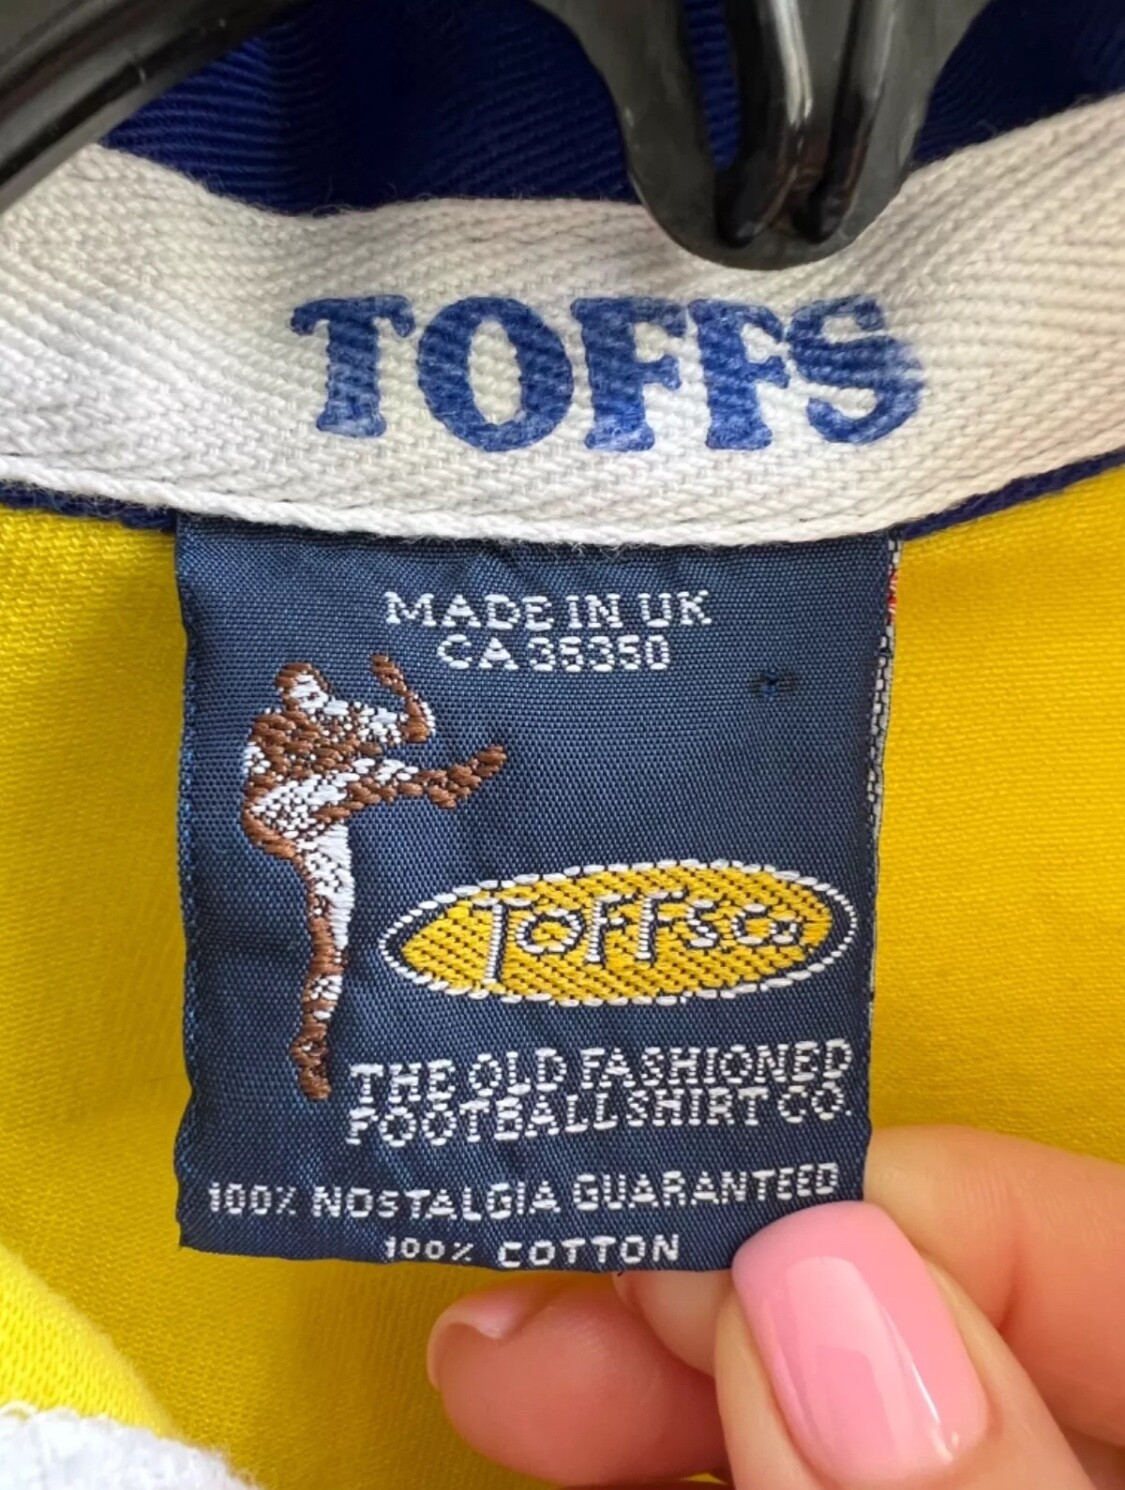 TOFFS
MADE IN UK
CA 35350
TOFFS Co
THE OLD FASHIONED
FOOTBALL SHIRT CO.
100% NOSTALGIA GUARANTEED
100% COTTON